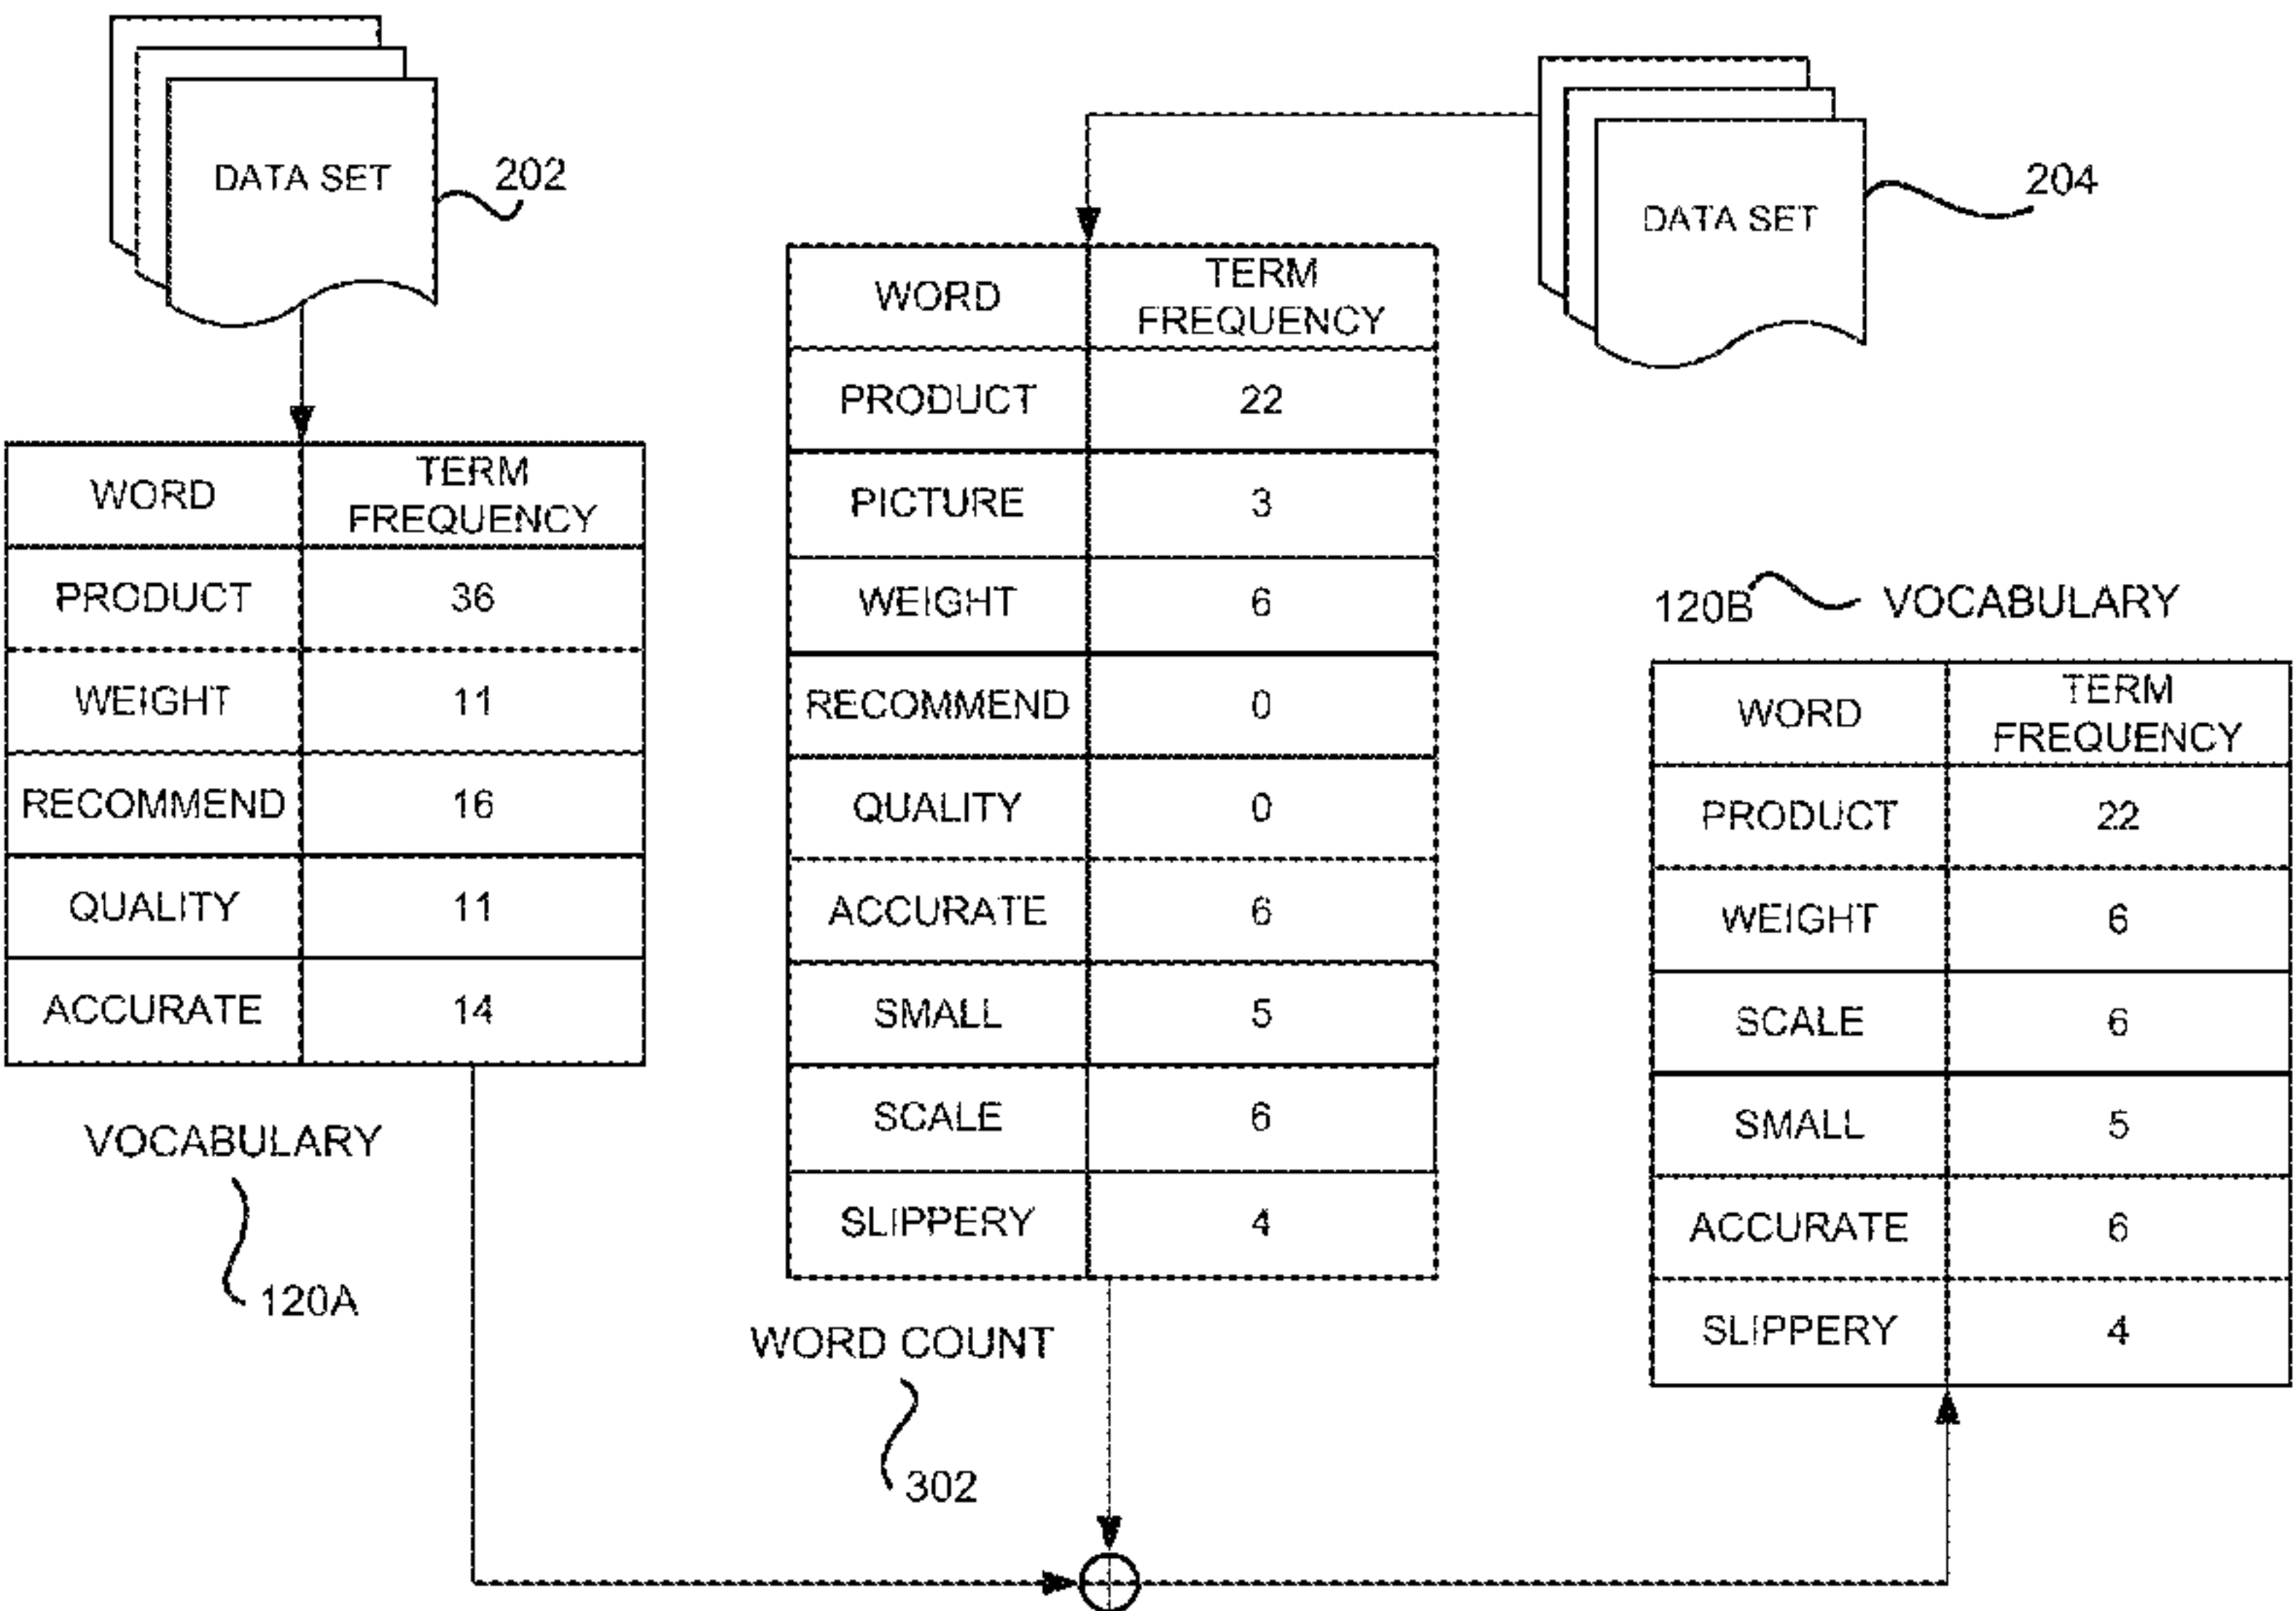 DATA SET
202
WORD
TERM
FREQUENCY
PRODUCT 36
WEIGHT 11
RECOMMEND 16
QUALITY 11
ACCURATE 14
VOCABULARY
120A
WORD
TERM
FREQUENCY
PRODUCT 22
PICTURE 3
WEIGHT 6
RECOMMEND 0
QUALITY 0
ACCURATE 6
SMALL 5
SCALE 6
SLIPPERY 4
WORD COUNT
302
DATA SET
204
120B VOCABULARY
WORD
TERM
FREQUENCY
PRODUCT 22
WEIGHT 6
SCALE 6
SMALL 5
ACCURATE 6
SLIPPERY 4